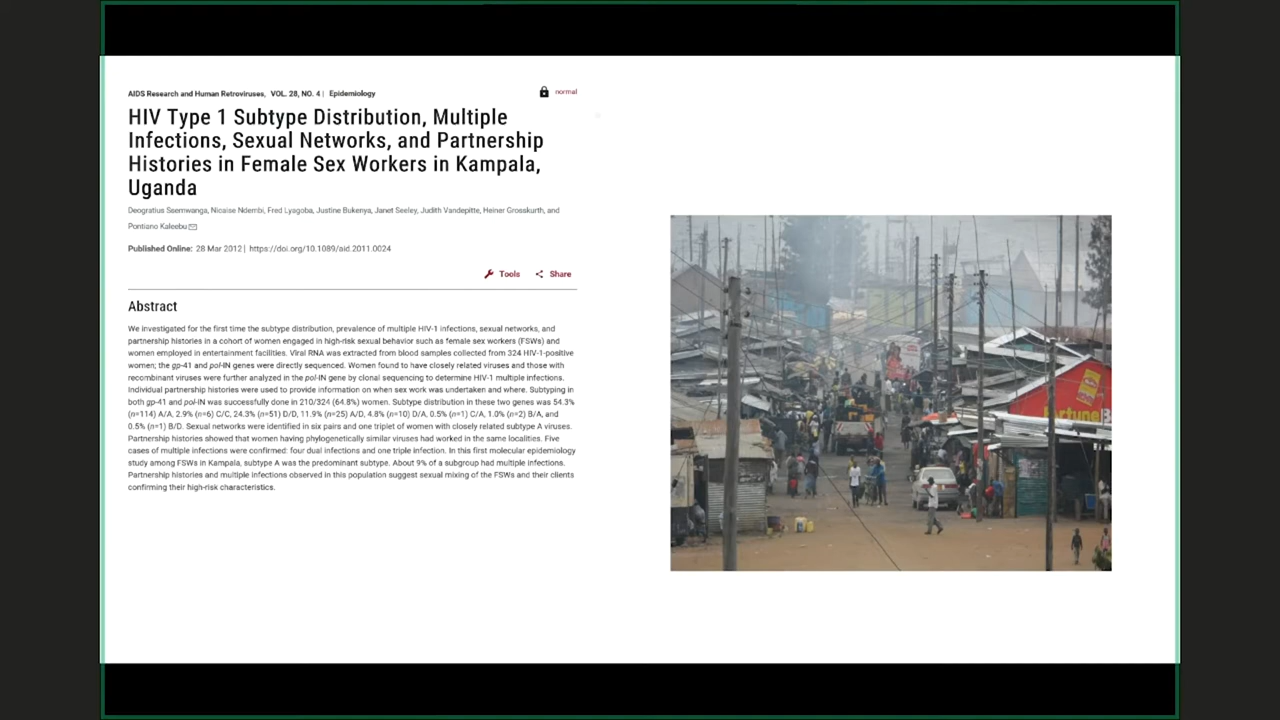 AIDS Research and Human Retroviruses, VOL. 28, NO. 4 | Epidemiology
normal
HIV Type 1 Subtype Distribution, Multiple
Infections, Sexual Networks, and Partnership
Histories in Female Sex Workers in Kampala,
Uganda
Deogratius Ssemwanga, Nicaise Ndembi, Fred Lyagoba, Justine Bukenya, Janet Seeley, Judith Vandepitte, Heiner Grosskurth, and
Pontiano Kaleebu
Published Online: 28 Mar 2012 | https://doi.org/10.1089/aid.2011.0024
Tools Share
Abstract
We investigated for the first time the subtype distribution, prevalence of multiple HIV-1 infections, sexual networks, and
partnership histories in a cohort of women engaged in high-risk sexual behavior such as female sex workers (FSWs) and
women employed in entertainment facilities. Viral RNA was extracted from blood samples collected from 324 HIV-1-positive
women; the gp-41 and pol-IN genes were directly sequenced. Women found to have closely related viruses and those with
recombinant viruses were further analyzed in the pol-IN gene by clonal sequencing to determine HIV-1 multiple infections.
Individual partnership histories were used to provide information on when sex work was undertaken and where. Subtyping in
both gp-41 and pol-IN was successfully done in 210/324 (64.8%) women. Subtype distribution in these two genes was 54.3%
(n=114) A/A, 2.9% (n=6) C/C, 24.3% (n=51) D/D, 11.9% (n=25) A/D, 4.8% (n=10) D/A, 0.5% (n=1) C/A, 1.0% (n=2) B/A, and
0.5% (n=1) B/D. Sexual networks were identified in six pairs and one triplet of women with closely related subtype A viruses.
Partnership histories showed that women having phylogenetically similar viruses had worked in the same localities. Five
cases of multiple infections were confirmed: four dual infections and one triple infection. In this first molecular epidemiology
study among FSWs in Kampala, subtype A was the predominant subtype. About 9% of a subgroup had multiple infections.
Partnership histories and multiple infections observed in this population suggest sexual mixing of the FSWs and their clients
confirming their high-risk characteristics.
fortune